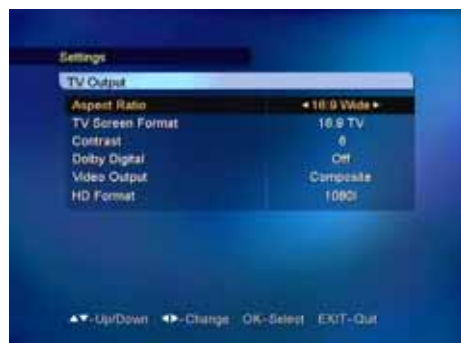 Settings
TV Output
Aspect Ratio ◄16:9 Wide►
TV Screen Format 16:9 TV
Contrast 6
Dolby Digital Off
Video Output Composite
HD Format 1080i
▲▼-Up/Down ◄►-Change OK-Select EXIT-Quit